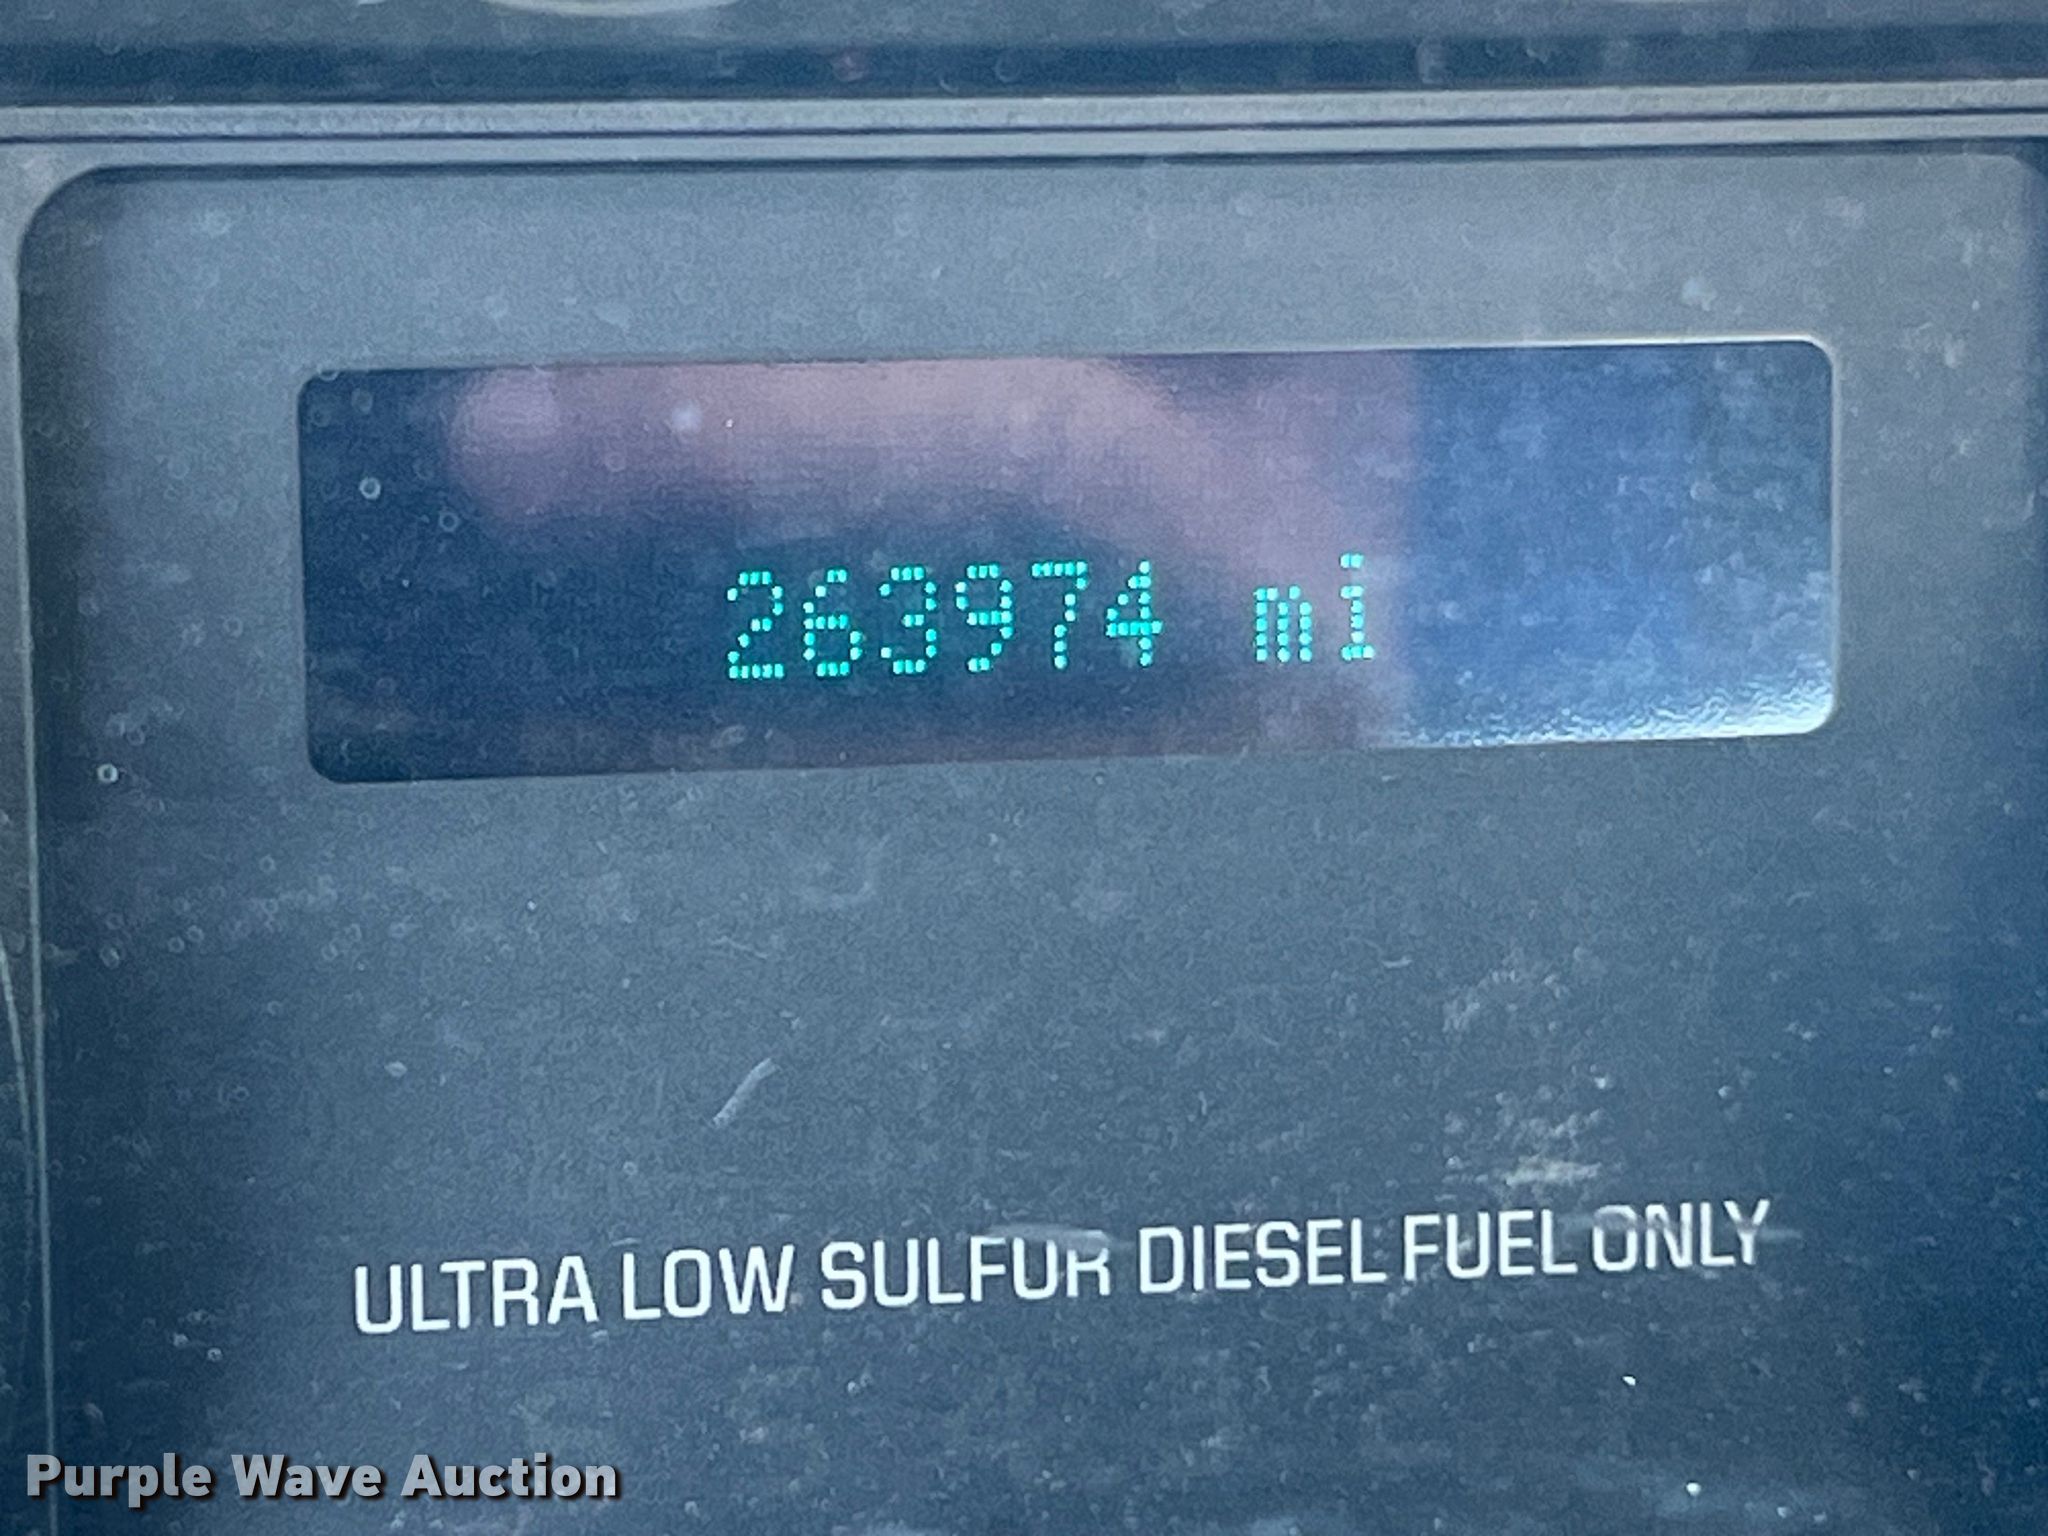 263974 mi
ULTRA LOW SULFUR DIESEL FUEL ONLY
Purple Wave Auction